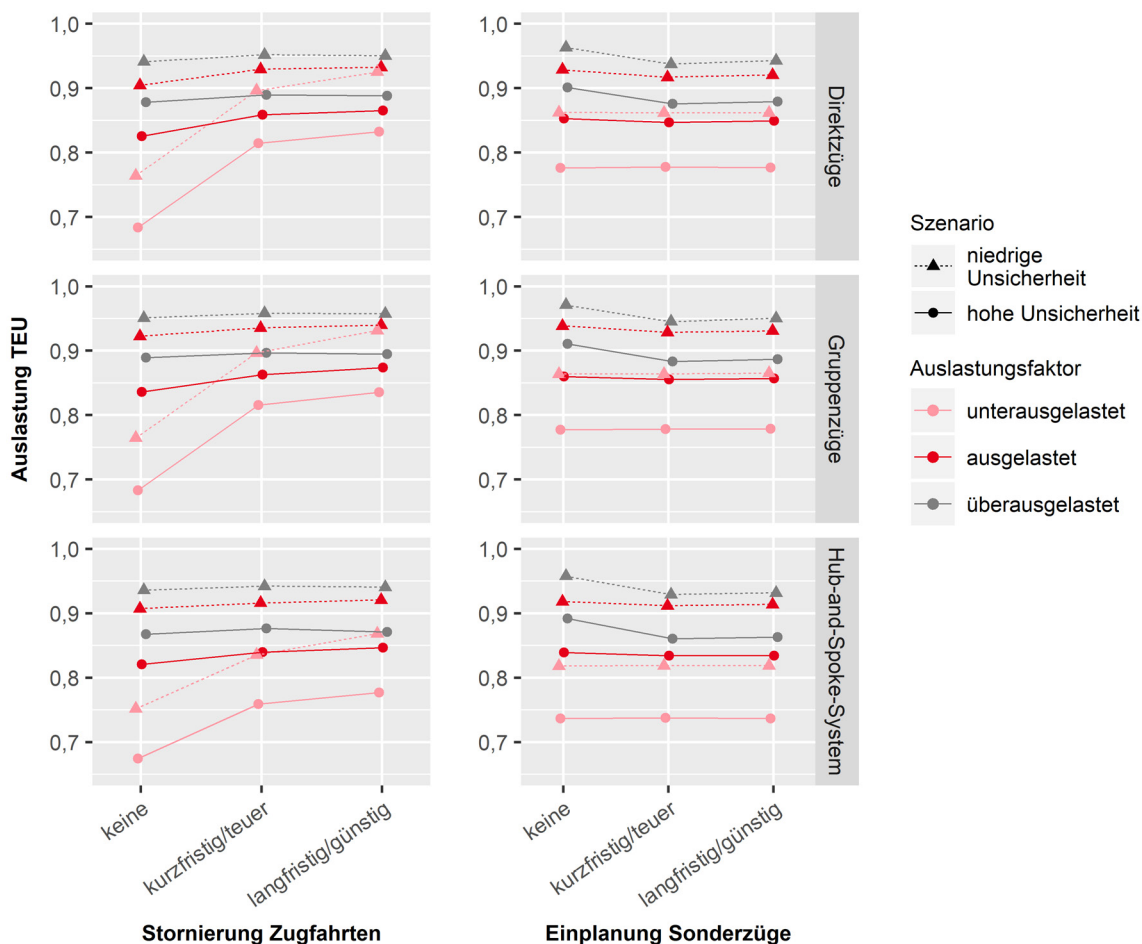 Auslastung TEU
1,0
0,9
0,8
0,7
1,0
0,9
0,8
0,7
Direktzüge
1,0
0,9
0,8
0,7
1,0
0,9
0,8
0,7
Gruppenzüge
1,0
0,9
0,8
0,7
1,0
0,9
0,8
0,7
Hub-and-Spoke-System
keine
kurzfristig/teuer
langfristig/günstig
keine
kurzfristig/teuer
langfristig/günstig
Stornierung Zugfahrten
Einplanung Sonderzüge
Szenario
niedrige
Unsicherheit
hohe Unsicherheit
Auslastungsfaktor
unterausgelastet
ausgelastet
überausgelastet